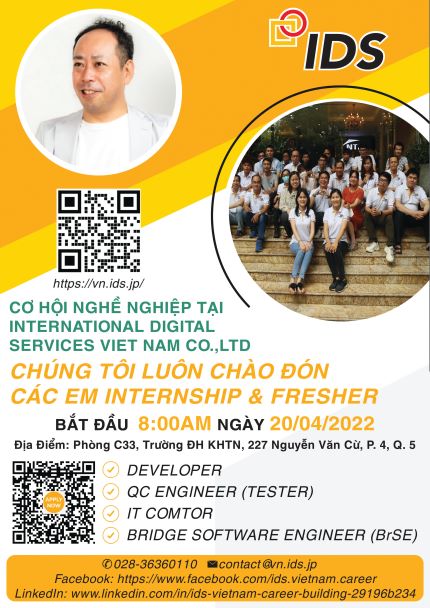 IDS
NT
https://vn.ids.jp/
CƠ HỘI NGHỀ NGHIỆP TẠI
INTERNATIONAL DIGITAL
SERVICES VIET NAM CO.,LTD
CHÚNG TÔI LUÔN CHÀO ĐÓN
CÁC EM INTERNSHIP & FRESHER
BẮT ĐẦU 8:00AM NGÀY 20/04/2022
Địa Điểm: Phòng C33, Trường ĐH KHTN, 227 Nguyễn Văn Cừ, P. 4, Q. 5
APPLY
NOW
DEVELOPER
QC ENGINEER (TESTER)
IT COMTOR
BRIDGE SOFTWARE ENGINEER (BrSE)
028-36360110 contact@vn.ids.jp
Facebook: https://www.facebook.com/ids.vietnam.career
LinkedIn: www.linkedin.com/in/ids-vietnam-career-building-29196b234